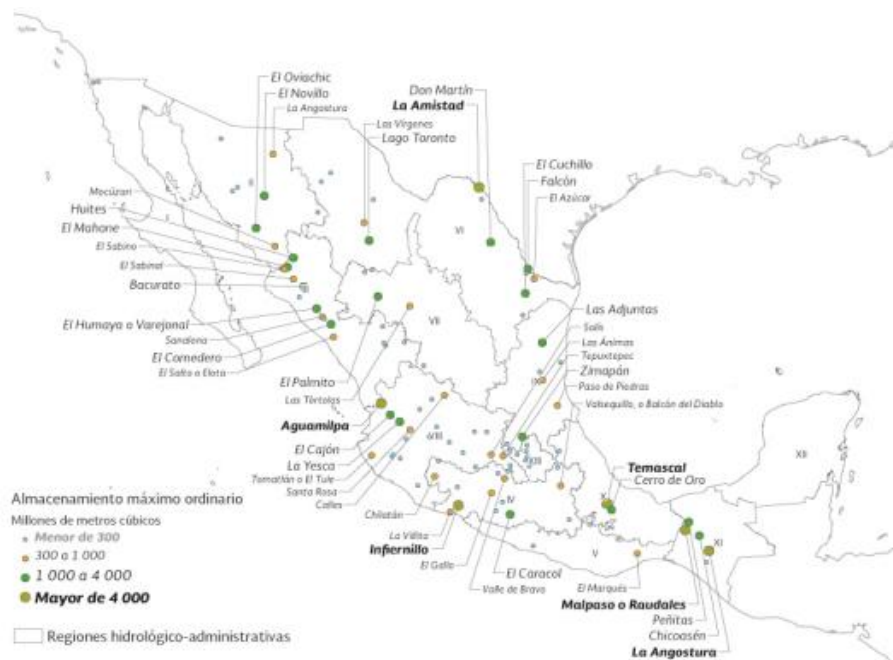 El Oviachic
El Novillo
La Angostura
Don Martín
La Amistad
Las Vírgenes
Lago Toronto
El Cuchillo
Falcón
El Azúcar
Mocúzari
Huites
El Mahone
El Sabino
El Sabinal
Bacurato
VI
El Humaya o Varejonal
Sanalona
El Comedero
El Salto o Elota
VII
Las Adjuntas
Solís
Las Ánimas
Tepuxtepec
Zimapán
Paso de Piedras
Valsequillo, o Balcón del Diablo
IX
El Palmito
Las Tórtolas
Aguamilpa
El Cajón
La Yesca
Tomatlán o El Tule
Santa Rosa
Calles
VIII
XIII
XII
Temascal
Cerro de Oro
X
Chilatán
La Villita
Infiernillo
El Gallo
IV
El Caracol
Valle de Bravo
V
El Marqués
XI
Malpaso o Raudales
Peñitas
Chicoasén
La Angostura
Almacenamiento máximo ordinario
Millones de metros cúbicos
Menor de 300
300 a 1 000
1 000 a 4 000
Mayor de 4 000
Regiones hidrológico-administrativas